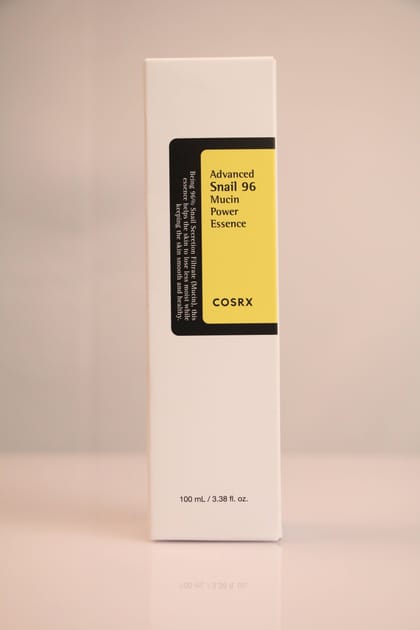 Advanced
Snail 96
Mucin
Power
Essence
COSRX
Being 96% Snail Secretion Filtrate (Mucin), this
essence helps the skin to lose less moist while
keeping the skin smooth and healthy.
100 mL / 3.38 fl. oz.